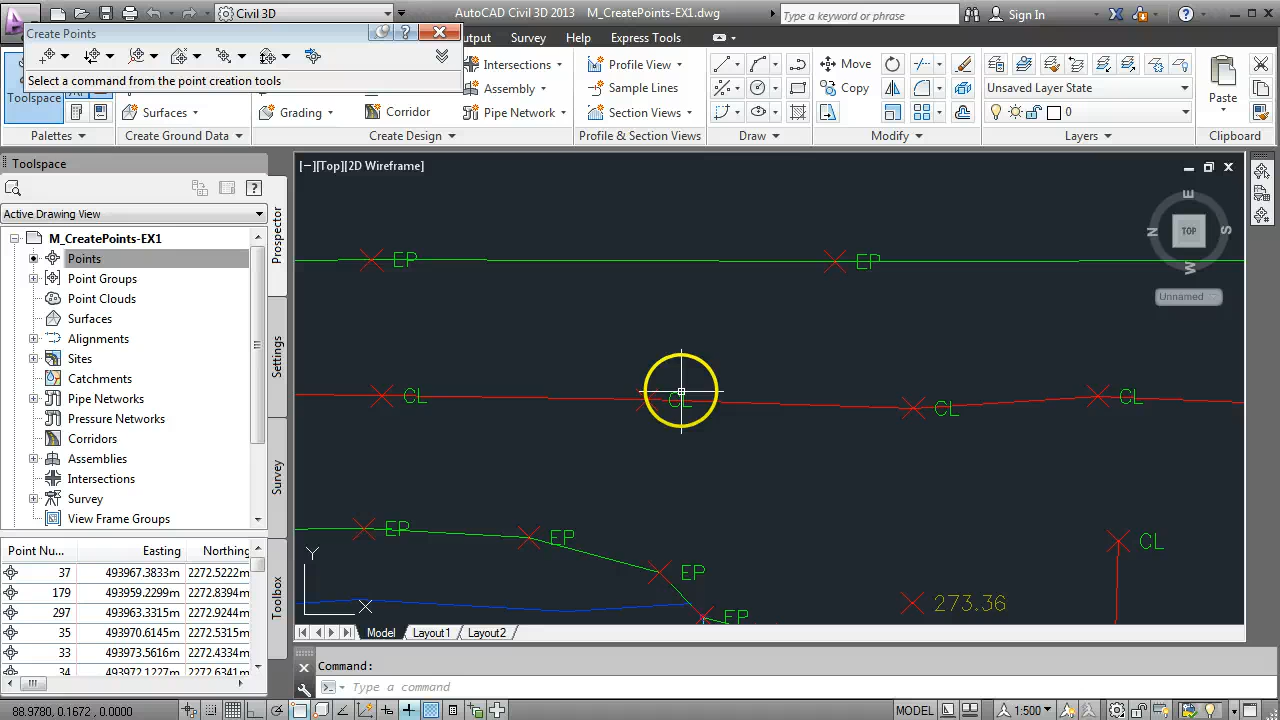 Civil 3D
AutoCAD Civil 3D 2013 M_CreatePoints-EX1.dwg
Type a keyword or phrase
Sign In
Create Points
Select a command from the point creation tools
utput
Survey
Help
Express Tools
Toolspace
Palettes
Surfaces
Create Ground Data
Intersections
Assembly
Grading
Corridor
Pipe Network
Create Design
Profile View
Sample Lines
Section Views
Profile & Section Views
Draw
Move
Copy
Modify
Unsaved Layer State
0
Layers
Paste
Clipboard
Toolspace
Active Drawing View
M_CreatePoints-EX1
Points
Point Groups
Point Clouds
Surfaces
Alignments
Sites
Catchments
Pipe Networks
Pressure Networks
Corridors
Assemblies
Intersections
Survey
View Frame Groups
Prospector
Settings
Survey
Toolbox
Point Nu... Easting Northing
37 493967.3833m 2272.5222m
179 493959.2299m 2272.8394m
297 493963.3315m 2272.9244m
35 493970.6145m 2272.5315m
33 493973.5616m 2272.4334m
34
[−][Top][2D Wireframe]
E
N TOP S
W
Unnamed
EP EP
CL CL CL CL
EP EP CL
EP
EP
273.36
Y
X
Model Layout1 Layout2
Command:
Type a command
88.9780, 0.1672, 0.0000
MODEL
1:500